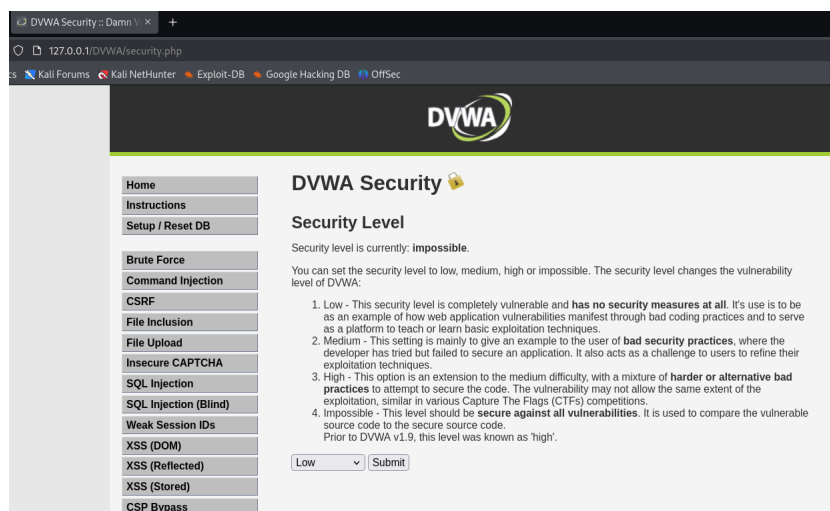 DVWA Security :: Damn V
127.0.0.1/DVWA/security.php
cs Kali Forums Kali NetHunter Exploit-DB Google Hacking DB OffSec
DVWA
Home
Instructions
Setup / Reset DB
Brute Force
Command Injection
CSRF
File Inclusion
File Upload
Insecure CAPTCHA
SQL Injection
SQL Injection (Blind)
Weak Session IDs
XSS (DOM)
XSS (Reflected)
XSS (Stored)
CSP Bypass
DVWA Security
Security Level
Security level is currently: impossible.
You can set the security level to low, medium, high or impossible. The security level changes the vulnerability
level of DVWA:
1. Low - This security level is completely vulnerable and has no security measures at all. It's use is to be
as an example of how web application vulnerabilities manifest through bad coding practices and to serve
as a platform to teach or learn basic exploitation techniques.
2. Medium - This setting is mainly to give an example to the user of bad security practices, where the
developer has tried but failed to secure an application. It also acts as a challenge to users to refine their
exploitation techniques.
3. High - This option is an extension to the medium difficulty, with a mixture of harder or alternative bad
practices to attempt to secure the code. The vulnerability may not allow the same extent of the
exploitation, similar in various Capture The Flags (CTFs) competitions.
4. Impossible - This level should be secure against all vulnerabilities. It is used to compare the vulnerable
source code to the secure source code.
Prior to DVWA v1.9, this level was known as 'high'.
Low Submit